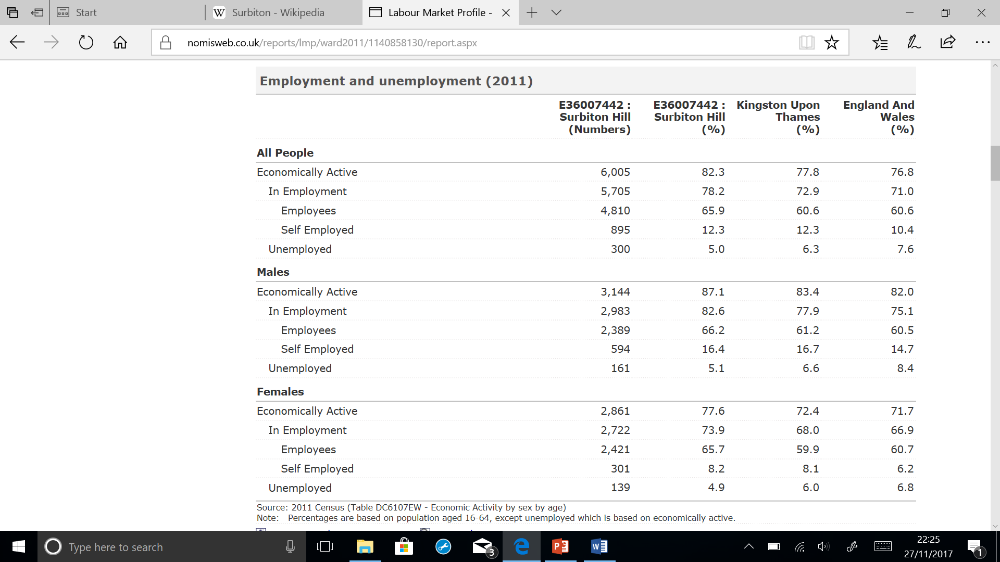 Start
W Surbiton - Wikipedia
Labour Market Profile -
nomisweb.co.uk/reports/lmp/ward2011/1140858130/report.aspx
Employment and unemployment (2011)
E36007442 : Surbiton Hill (Numbers)
E36007442 : Surbiton Hill (%)
Kingston Upon Thames (%)
England And Wales (%)
All People
Economically Active 6,005 82.3 77.8 76.8
In Employment 5,705 78.2 72.9 71.0
Employees 4,810 65.9 60.6 60.6
Self Employed 895 12.3 12.3 10.4
Unemployed 300 5.0 6.3 7.6
Males
Economically Active 3,144 87.1 83.4 82.0
In Employment 2,983 82.6 77.9 75.1
Employees 2,389 66.2 61.2 60.5
Self Employed 594 16.4 16.7 14.7
Unemployed 161 5.1 6.6 8.4
Females
Economically Active 2,861 77.6 72.4 71.7
In Employment 2,722 73.9 68.0 66.9
Employees 2,421 65.7 59.9 60.7
Self Employed 301 8.2 8.1 6.2
Unemployed 139 4.9 6.0 6.8
Source: 2011 Census (Table DC6107EW - Economic Activity by sex by age)
Note: Percentages are based on population aged 16-64, except unemployed which is based on economically active.
Type here to search
3
22:25
27/11/2017
1